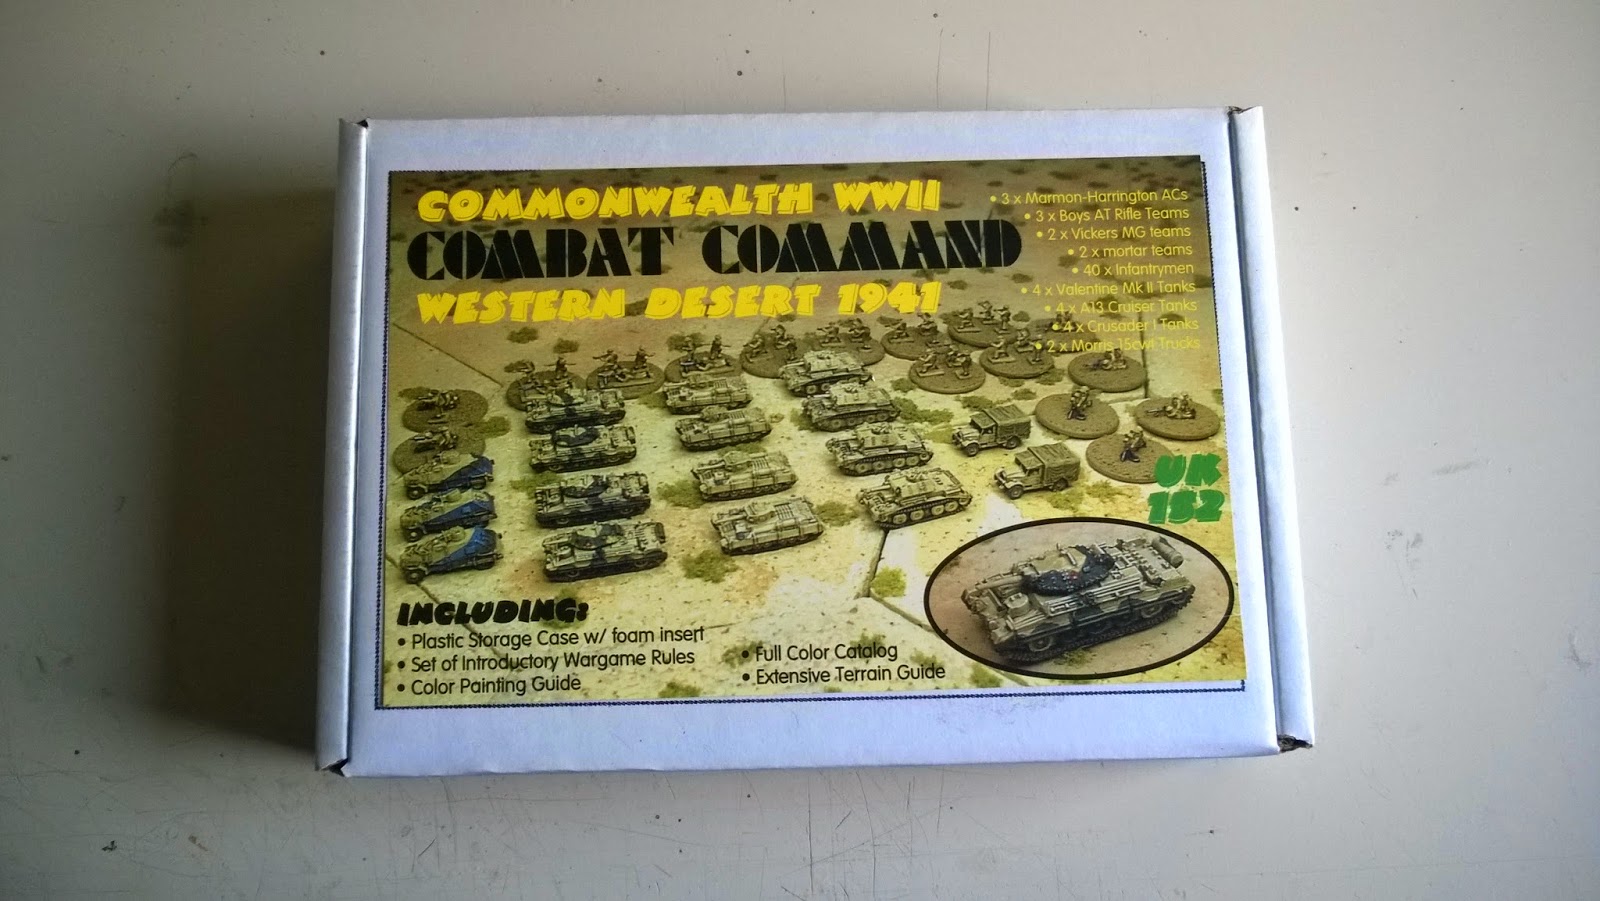 COMMONWEALTH WWII
COMBAT COMMAND
WESTERN DESERT 1941
• 3 x Marmon-Harrington ACs
• 3 x Boys AT Rifle Teams
• 2 x Vickers MG teams
• 2 x mortar teams
• 40 x Infantrymen
• 4 x Valentine Mk II Tanks
• 4 x A13 Cruiser Tanks
• 4 x Crusader I Tanks
• 2 x Morris 15cwt Trucks
UK
152
INCLUDING:
• Plastic Storage Case w/ foam insert
• Set of Introductory Wargame Rules
• Color Painting Guide
• Full Color Catalog
• Extensive Terrain Guide